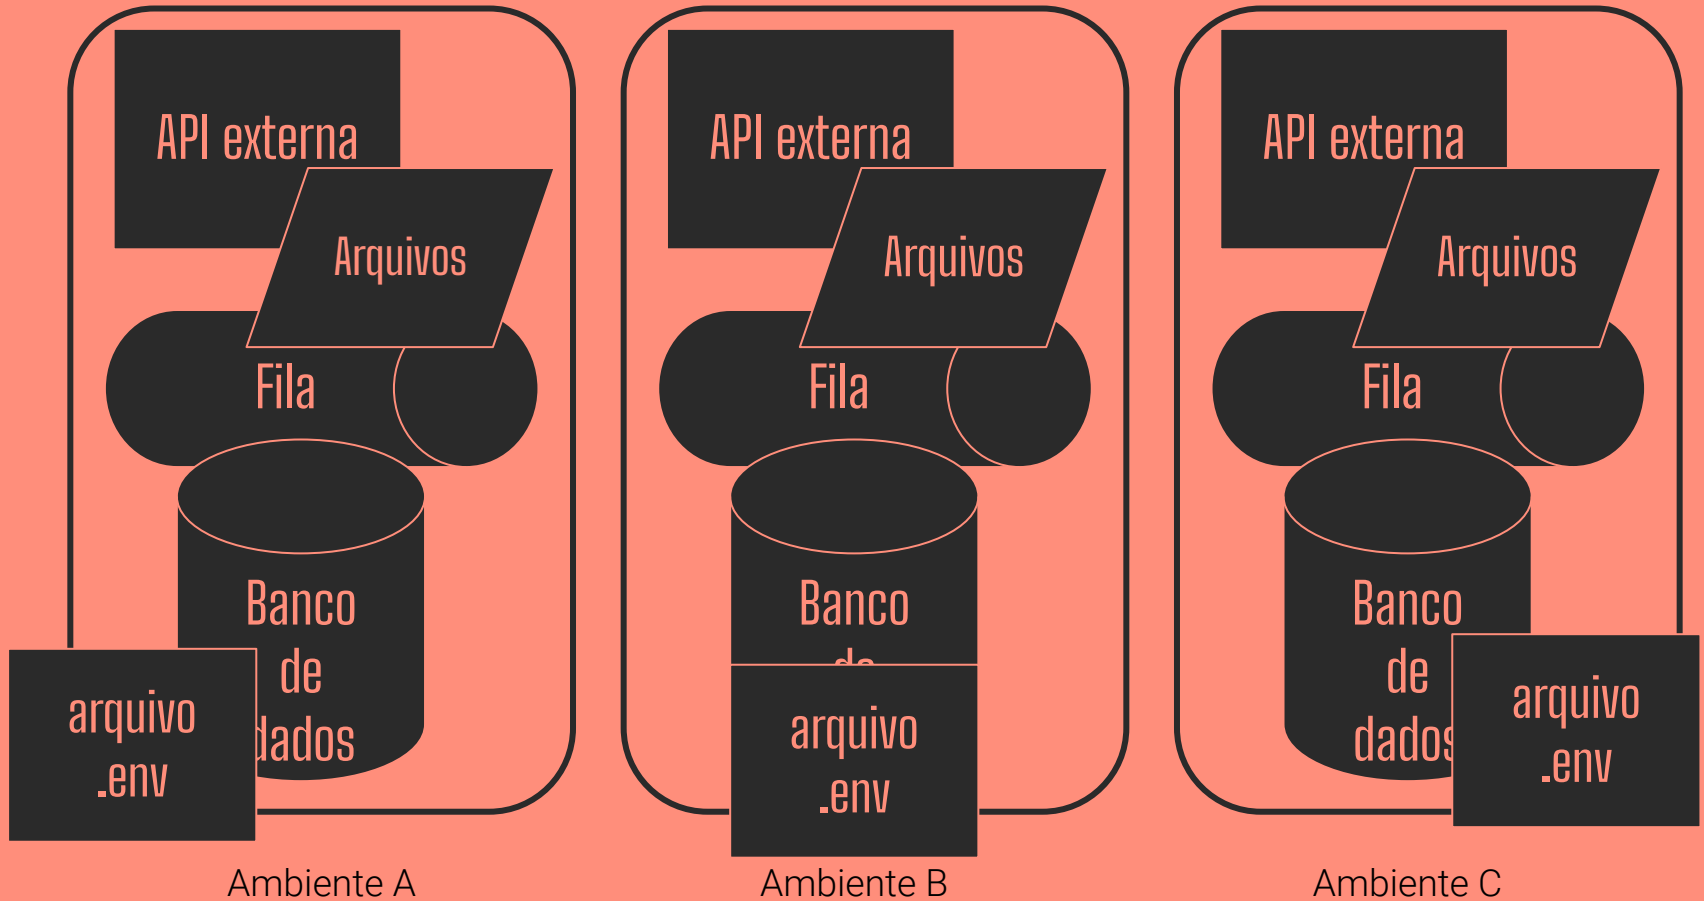 API externa
Arquivos
Fila
Banco
de
dados
arquivo
.env
Ambiente A
API externa
Arquivos
Fila
Banco
arquivo
.env
Ambiente B
API externa
Arquivos
Fila
Banco
de
dados
arquivo
.env
Ambiente C